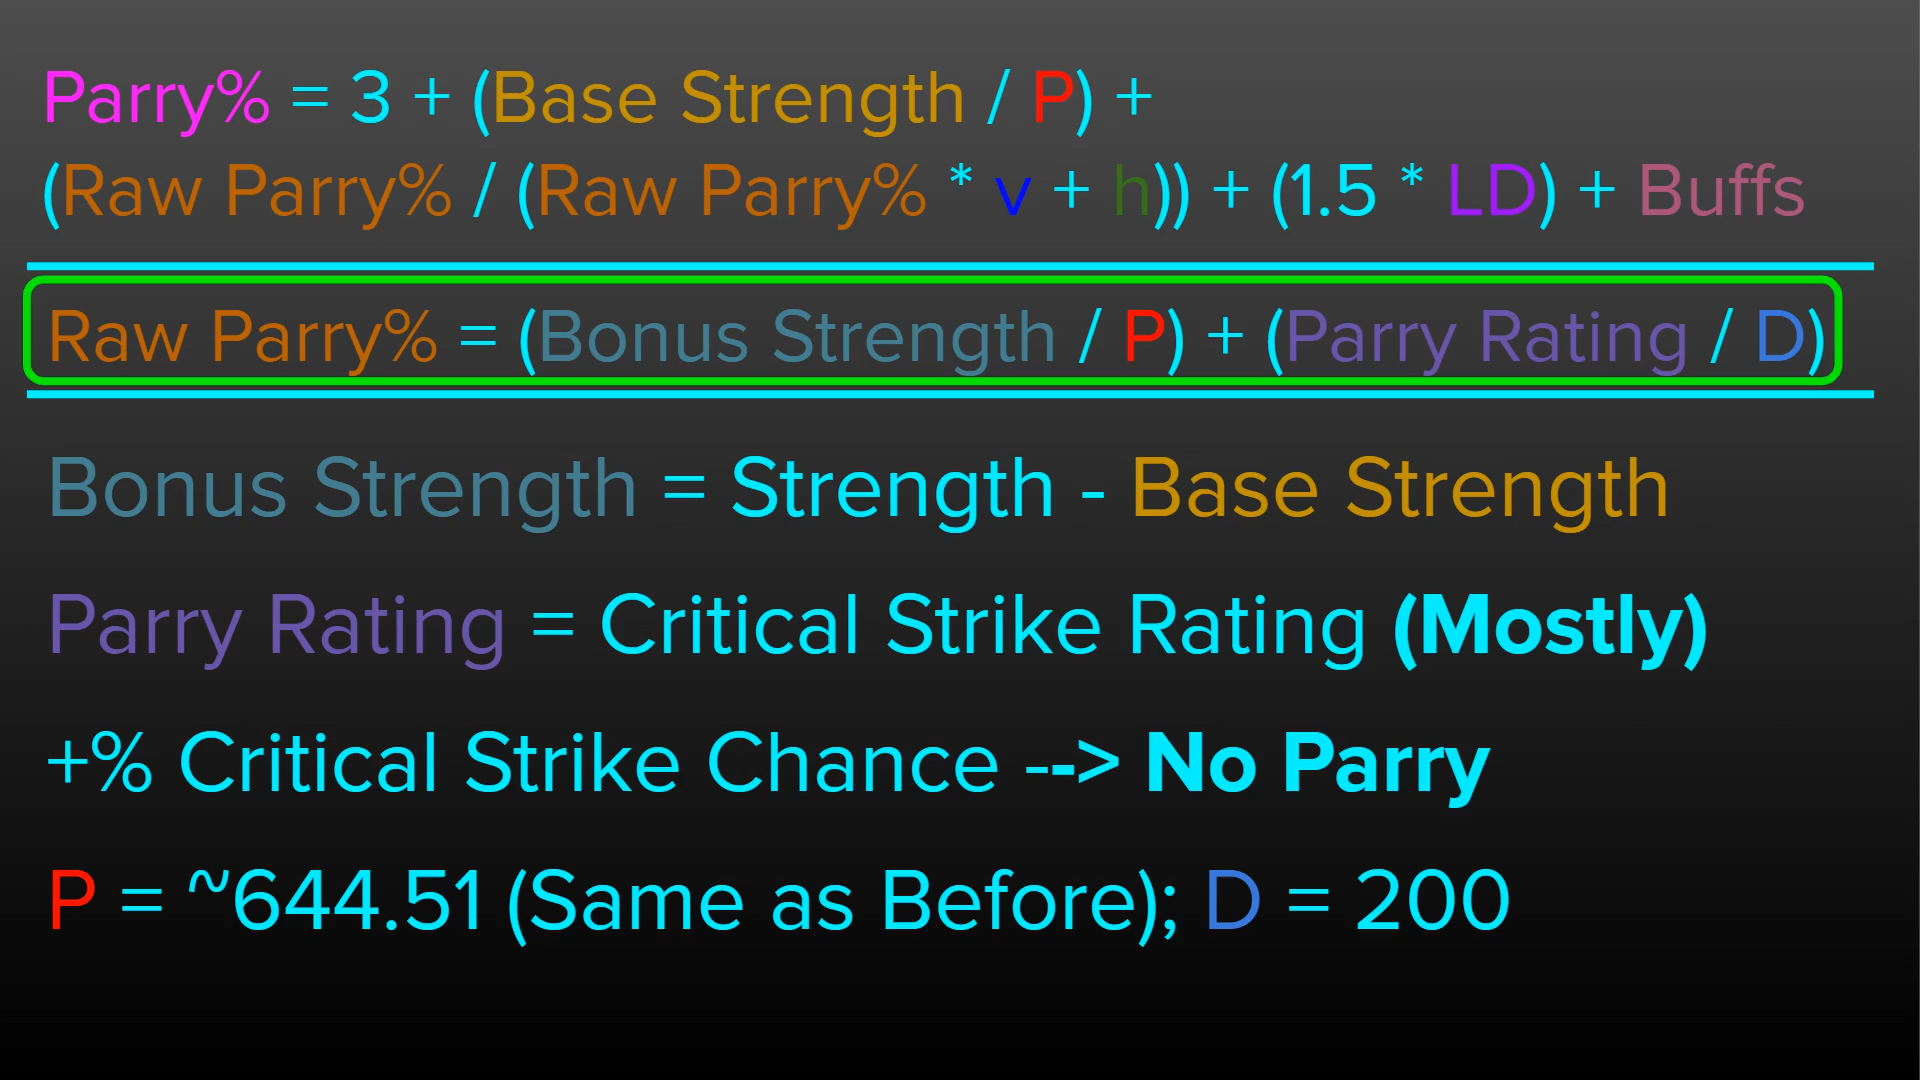 Parry% = 3 + (Base Strength / P) +
(Raw Parry% / (Raw Parry% * v + h)) + (1.5 * LD) + Buffs
Raw Parry% = (Bonus Strength / P) + (Parry Rating / D)
Bonus Strength = Strength - Base Strength
Parry Rating = Critical Strike Rating (Mostly)
+% Critical Strike Chance --> No Parry
P = ~644.51 (Same as Before); D = 200